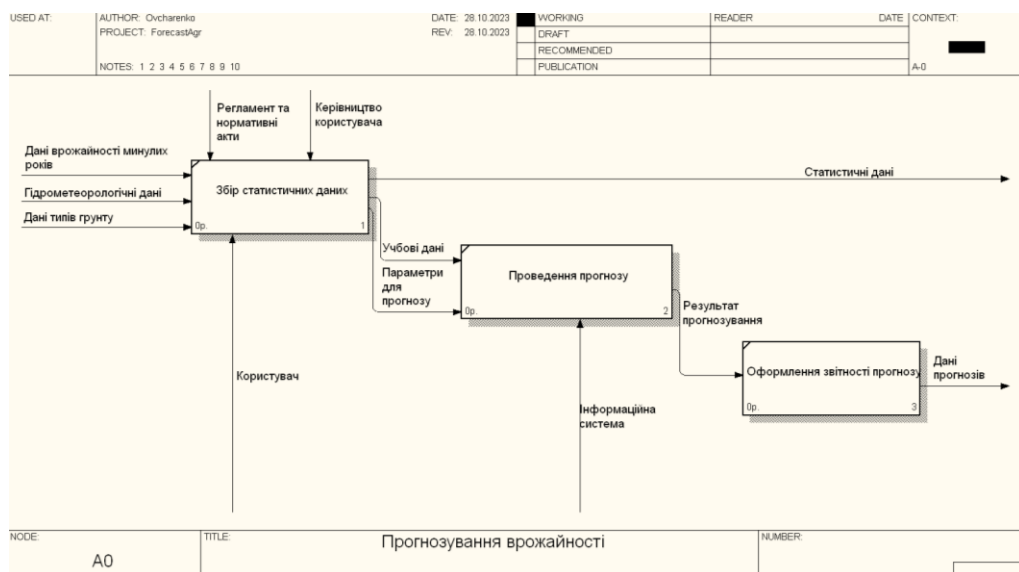 USED AT:
AUTHOR: Ovcharenko
DATE: 28.10.2023
WORKING
READER
DATE
CONTEXT:
PROJECT: ForecastAgr
REV: 28.10.2023
DRAFT
RECOMMENDED
NOTES: 1 2 3 4 5 6 7 8 9 10
PUBLICATION
A-0
Регламент та
нормативні
акти
Керівництво
користувача
Дані врожайності минулих
років
Гідрометеорологічні дані
Дані типів грунту
Збір статистичних даних
0р.
1
Статистичні дані
Учбові дані
Параметри
для
прогнозу
Проведення прогнозу
0р.
2
Результат
прогнозування
Оформлення звітності прогнозу
0р.
3
Дані
прогнозів
Користувач
Інформаційна
система
NODE:
A0
TITLE:
Прогнозування врожайності
NUMBER: